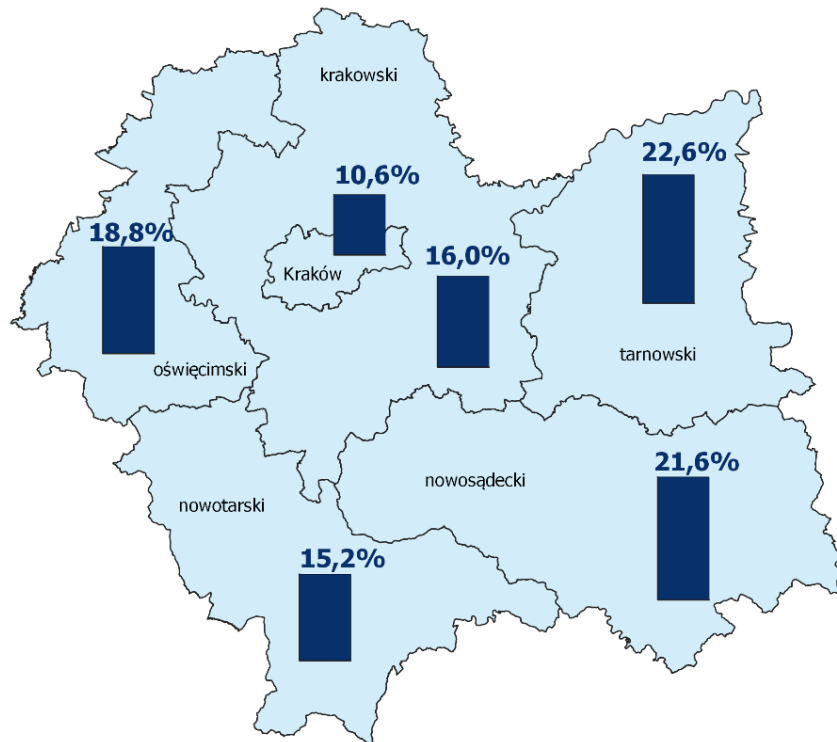 krakowski
22,6%
10,6%
18,8%
16,0%
Kraków
tarnowski
oświęcimski
21,6%
nowosądecki
nowotarski
15,2%